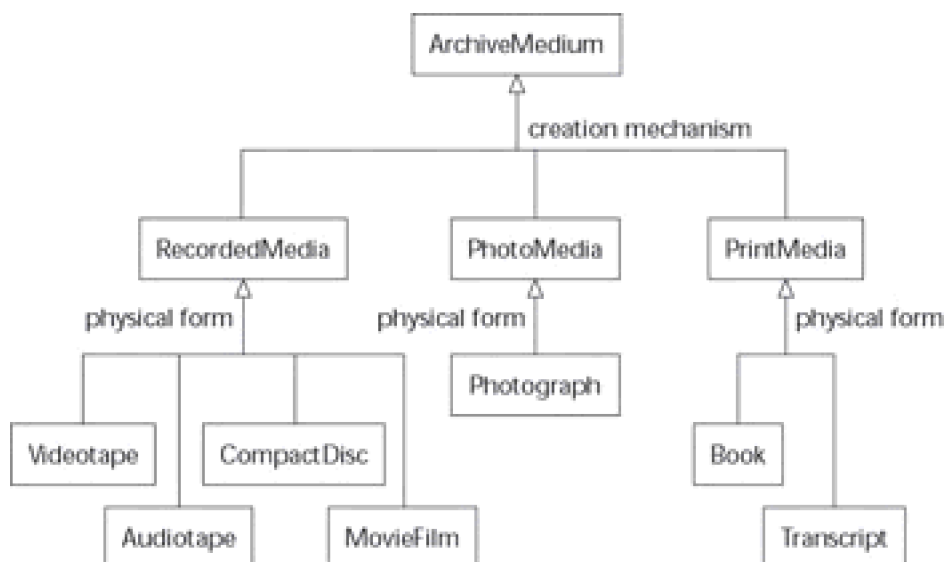 ArchiveMedium
creation mechanism
RecordedMedia
PhotoMedia
PrintMedia
physical form
physical form
physical form
Photograph
Videotape
CompactDisc
Book
Audiotape
MovieFilm
Transcript